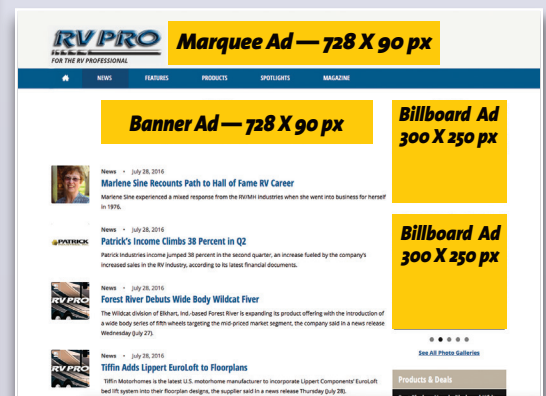 RV PRO
FOR THE RV PROFESSIONAL
Marquee Ad — 728 X 90 px
NEWS FEATURES PRODUCTS SPOTLIGHTS MAGAZINE
Banner Ad — 728 X 90 px
Billboard Ad
300 X 250 px
News • July 28, 2016
Marlene Sine Recounts Path to Hall of Fame RV Career
Marlene Sine experienced a mixed response from the RV/MH Industries when she went into business for herself
in 1976.
PATRICK
News • July 28, 2016
Patrick's Income Climbs 38 Percent in Q2
Patrick Industries income jumped 38 percent in the second quarter, an increase fueled by the company's
increased sales in the RV Industry, according to its latest financial documents.
Billboard Ad
300 X 250 px
RV PRO
News • July 28, 2016
Forest River Debuts Wide Body Wildcat Fiver
The Wildcat division of Elkhart, Ind.-based Forest River is expanding its product offering with the introduction of
a wide body series of fifth wheels targeting the mid-priced market segment, the company said in a news release
Wednesday (July 27).
See All Photo Galleries
RV PRO
News • July 28, 2016
Tiffin Adds Lippert EuroLoft to Floorplans
Tiffin Motorhomes is the latest U.S. motorhome manufacturer to incorporate Lippert Components' EuroLoft
bed lift system into their floorplan designs, the supplier said in a news release Thursday (July 28).
Products & Deals